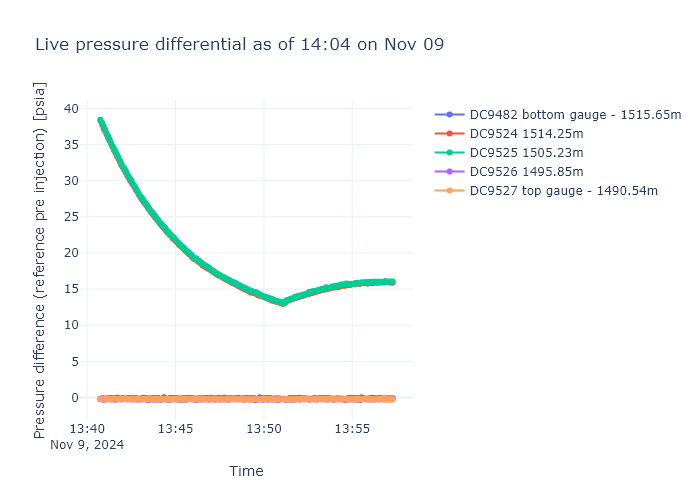 Live pressure differential as of 14:04 on Nov 09
Pressure difference (reference pre injection) [psia]
40
35
30
25
20
15
10
5
0
13:40
13:45
13:50
13:55
Nov 9, 2024
Time
DC9482 bottom gauge - 1515.65m
DC9524 1514.25m
DC9525 1505.23m
DC9526 1495.85m
DC9527 top gauge - 1490.54m